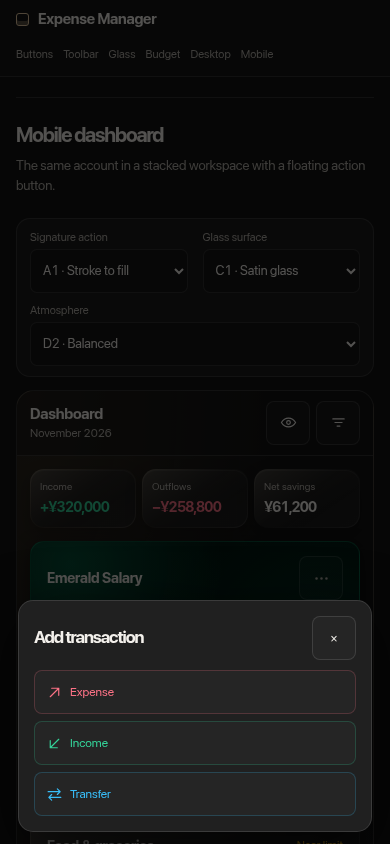 Expense Manager
Buttons Toolbar Glass Budget Desktop Mobile
Mobile dashboard
The same account in a stacked workspace with a floating action
button.
Signature action
Glass surface
A1 · Stroke to fill
C1 · Satin glass
Atmosphere
D2 · Balanced
Dashboard
November 2026
Income
Outflows
Net savings
+¥320,000
−¥258,800
¥61,200
Emerald Salary
Add transaction
×
Expense
Income
Transfer
Food & groceries